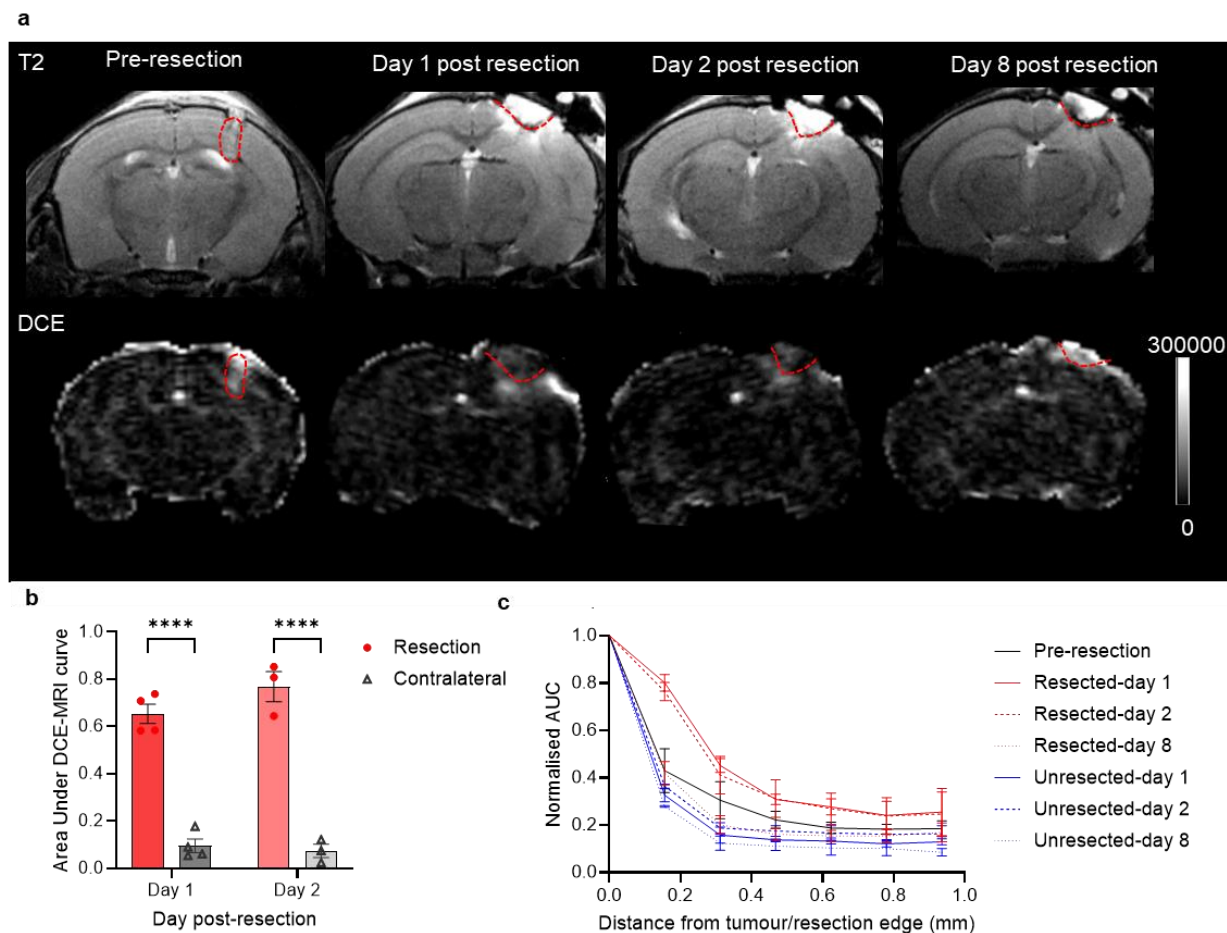 a
T2
Pre-resection
Day 1 post resection
Day 2 post resection
Day 8 post resection
DCE
300000
0
b
Area Under DCE-MRI curve
1.0
0.8
0.6
0.4
0.2
0.0
****
****
Day 1
Day 2
Day post-resection
Resection
Contralateral
c
Normalised AUC
1.0
0.8
0.6
0.4
0.2
0.0
0.0
0.2
0.4
0.6
0.8
1.0
Distance from tumour/resection edge (mm)
Pre-resection
Resected-day 1
Resected-day 2
Resected-day 8
Unresected-day 1
Unresected-day 2
Unresected-day 8